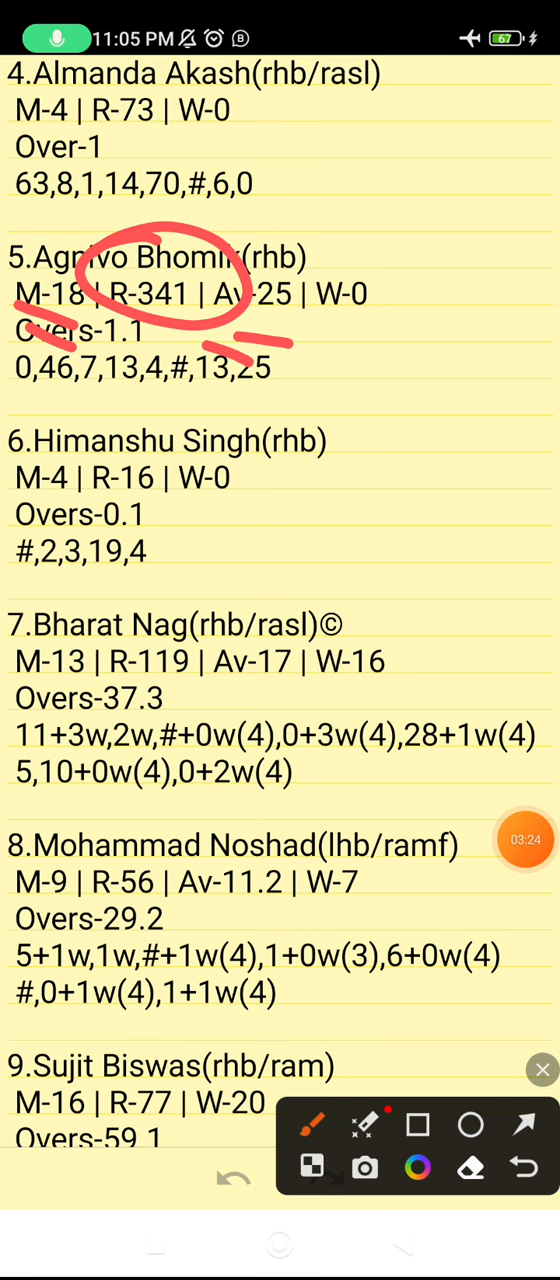 11:05 PM
67
4.Almanda Akash(rhb/rasl)
M-4 | R-73 | W-0
Over-1
63,8,1,14,70,#,6,0
5.Agnivo Bhomik(rhb)
M-18 | R-341 | Av-25 | W-0
Overs-1.1
0,46,7,13,4,#,13,25
6.Himanshu Singh(rhb)
M-4 | R-16 | W-0
Overs-0.1
#,2,3,19,4
7.Bharat Nag(rhb/rasl)©
M-13 | R-119 | Av-17 | W-16
Overs-37.3
11+3w,2w,#+0w(4),0+3w(4),28+1w(4)
5,10+0w(4),0+2w(4)
03:24
8.Mohammad Noshad(lhb/ramf)
M-9 | R-56 | Av-11.2 | W-7
Overs-29.2
5+1w,1w,#+1w(4),1+0w(3),6+0w(4)
#,0+1w(4),1+1w(4)
9.Sujit Biswas(rhb/ram)
M-16 | R-77 | W-20
Overs-59.1